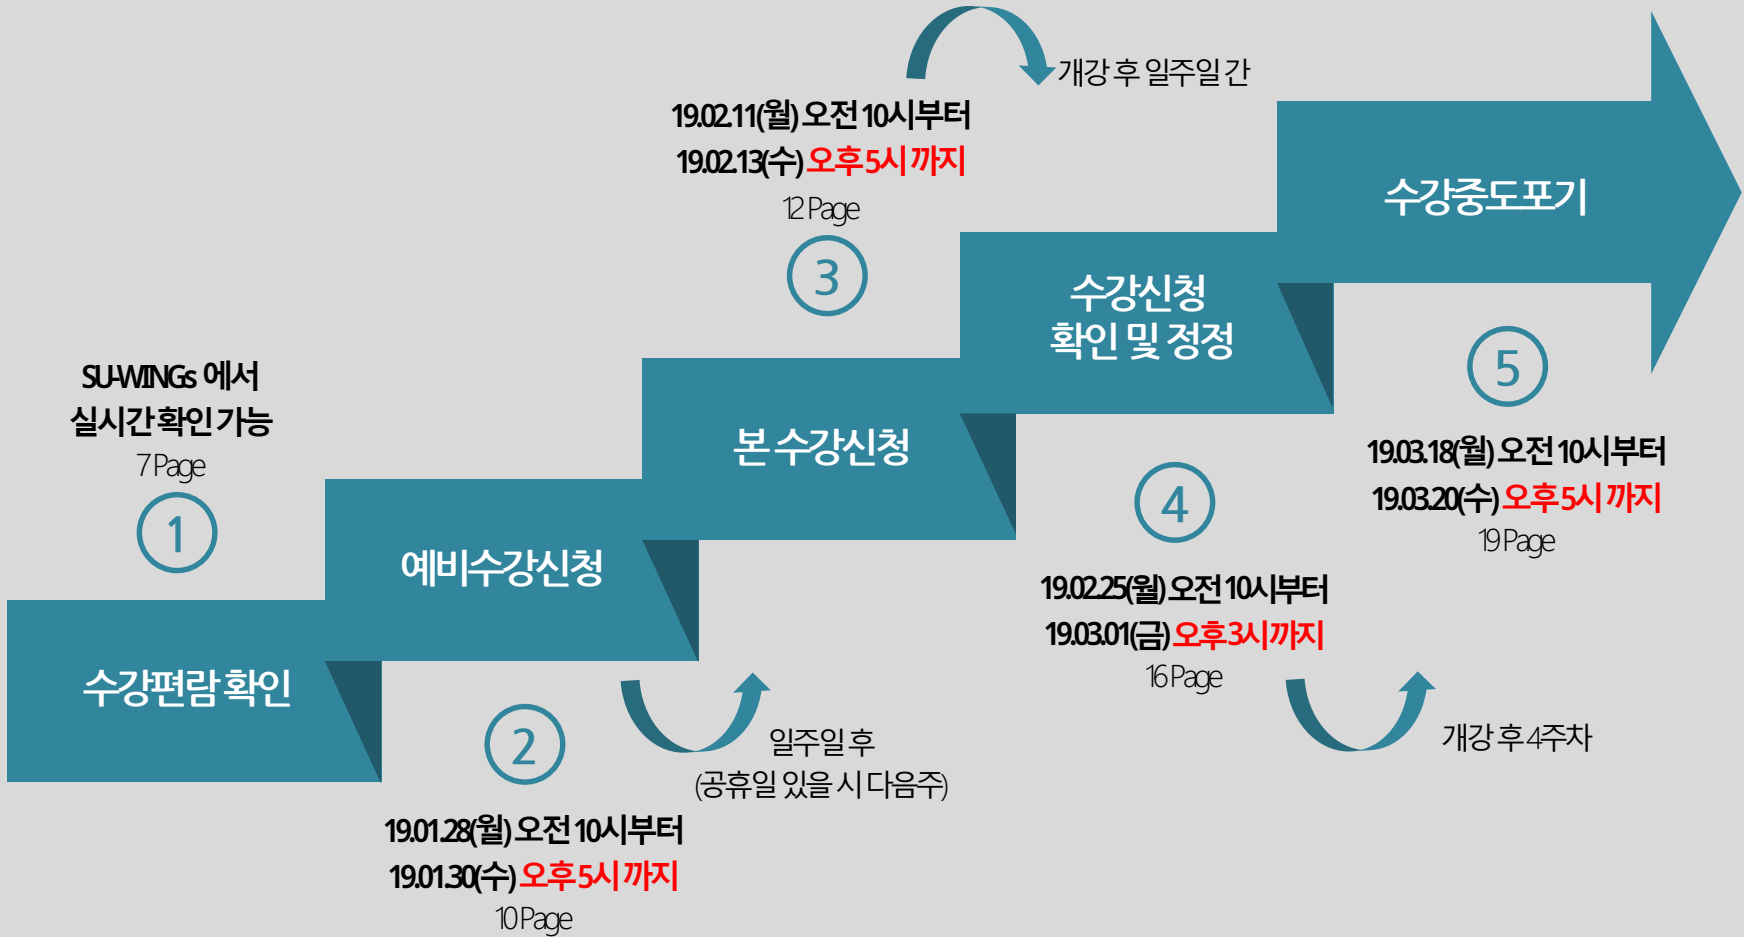 SU-WINGs 에서
실시간 확인 가능
7 Page
1
수강편람 확인
예비수강신청
2
19.01.28(월) 오전 10시부터
19.01.30(수) 오후 5시 까지
10 Page
일주일 후
(공휴일 있을 시 다음주)
19.02.11(월) 오전 10시부터
19.02.13(수) 오후 5시 까지
12 Page
3
본 수강신청
개강 후 일주일 간
수강신청
확인 및 정정
4
19.02.25(월) 오전 10시부터
19.03.01(금) 오후 3시까지
16 Page
개강 후 4주차
수강중도포기
5
19.03.18(월) 오전 10시부터
19.03.20(수) 오후 5시 까지
19 Page